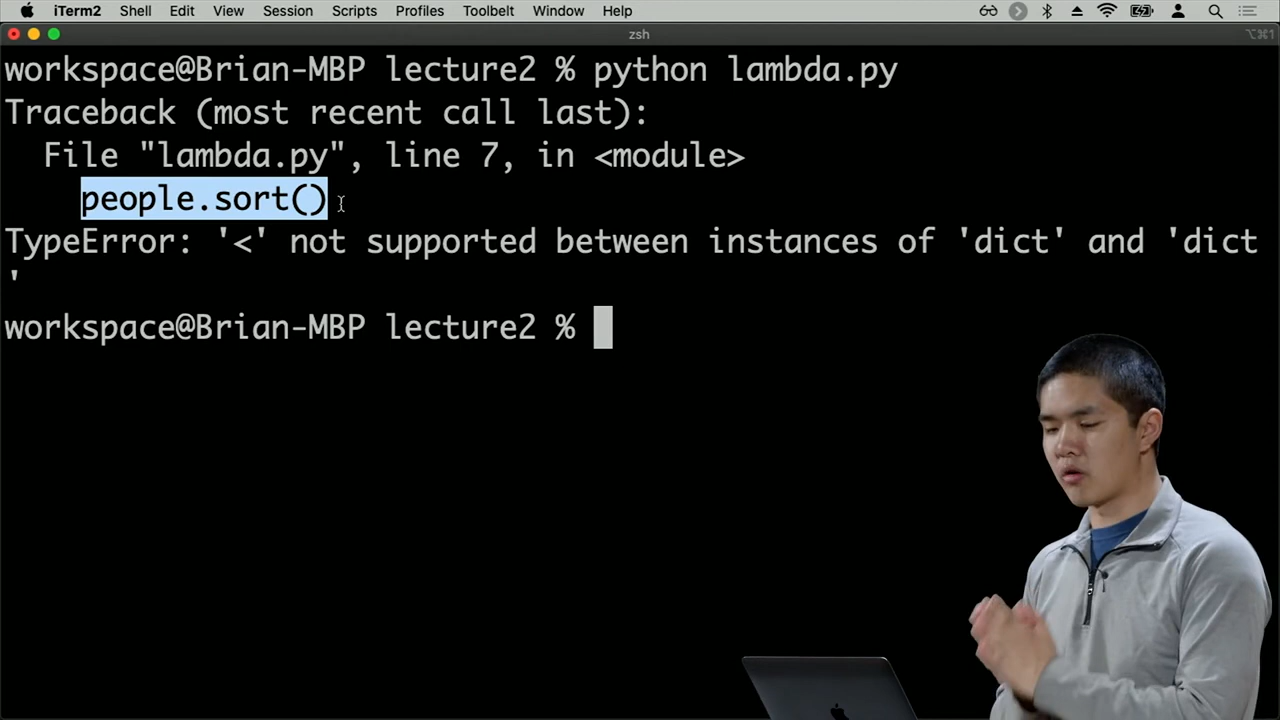 iTerm2 Shell Edit View Session Scripts Profiles Toolbelt Window Help
zsh ⌥⌘1
workspace@Brian-MBP lecture2 % python lambda.py
Traceback (most recent call last):
File "lambda.py", line 7, in <module>
people.sort()
TypeError: '<' not supported between instances of 'dict' and 'dict
'
workspace@Brian-MBP lecture2 %